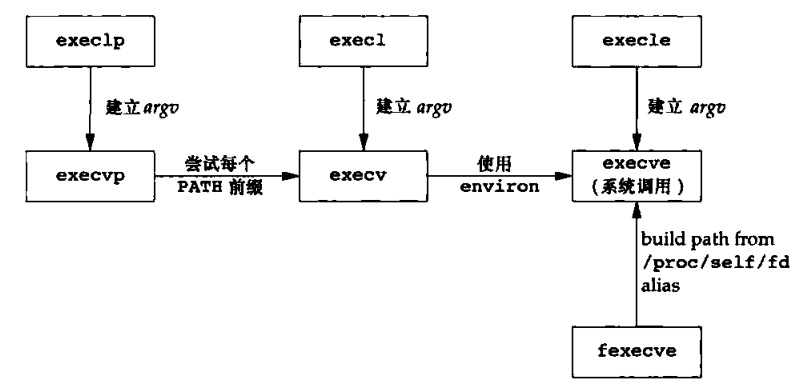 execlp
execl
execle
建立 argv
建立 argv
建立 argv
execvp
尝试每个
PATH 前缀
execv
使用
environ
execve
(系统调用)
build path from
/proc/self/fd
alias
fexecve